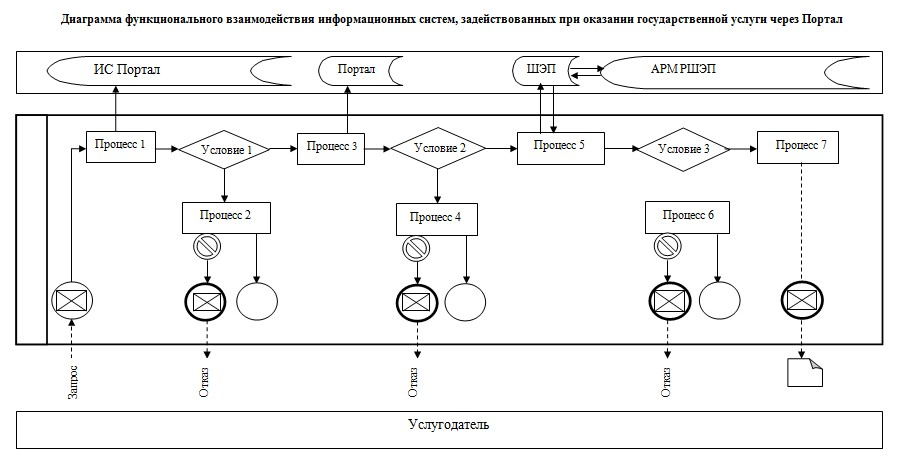 Диаграмма функционального взаимодействия информационных систем, задействованных при оказании государственной услуги через Портал
ИС Портал
Портал
ШЭП
АРМ РШЭП
Процесс 1
Условие 1
Процесс 3
Условие 2
Процесс 5
Условие 3
Процесс 7
Процесс 2
Процесс 4
Процесс 6
Запрос
Отказ
Отказ
Отказ
Услугодатель